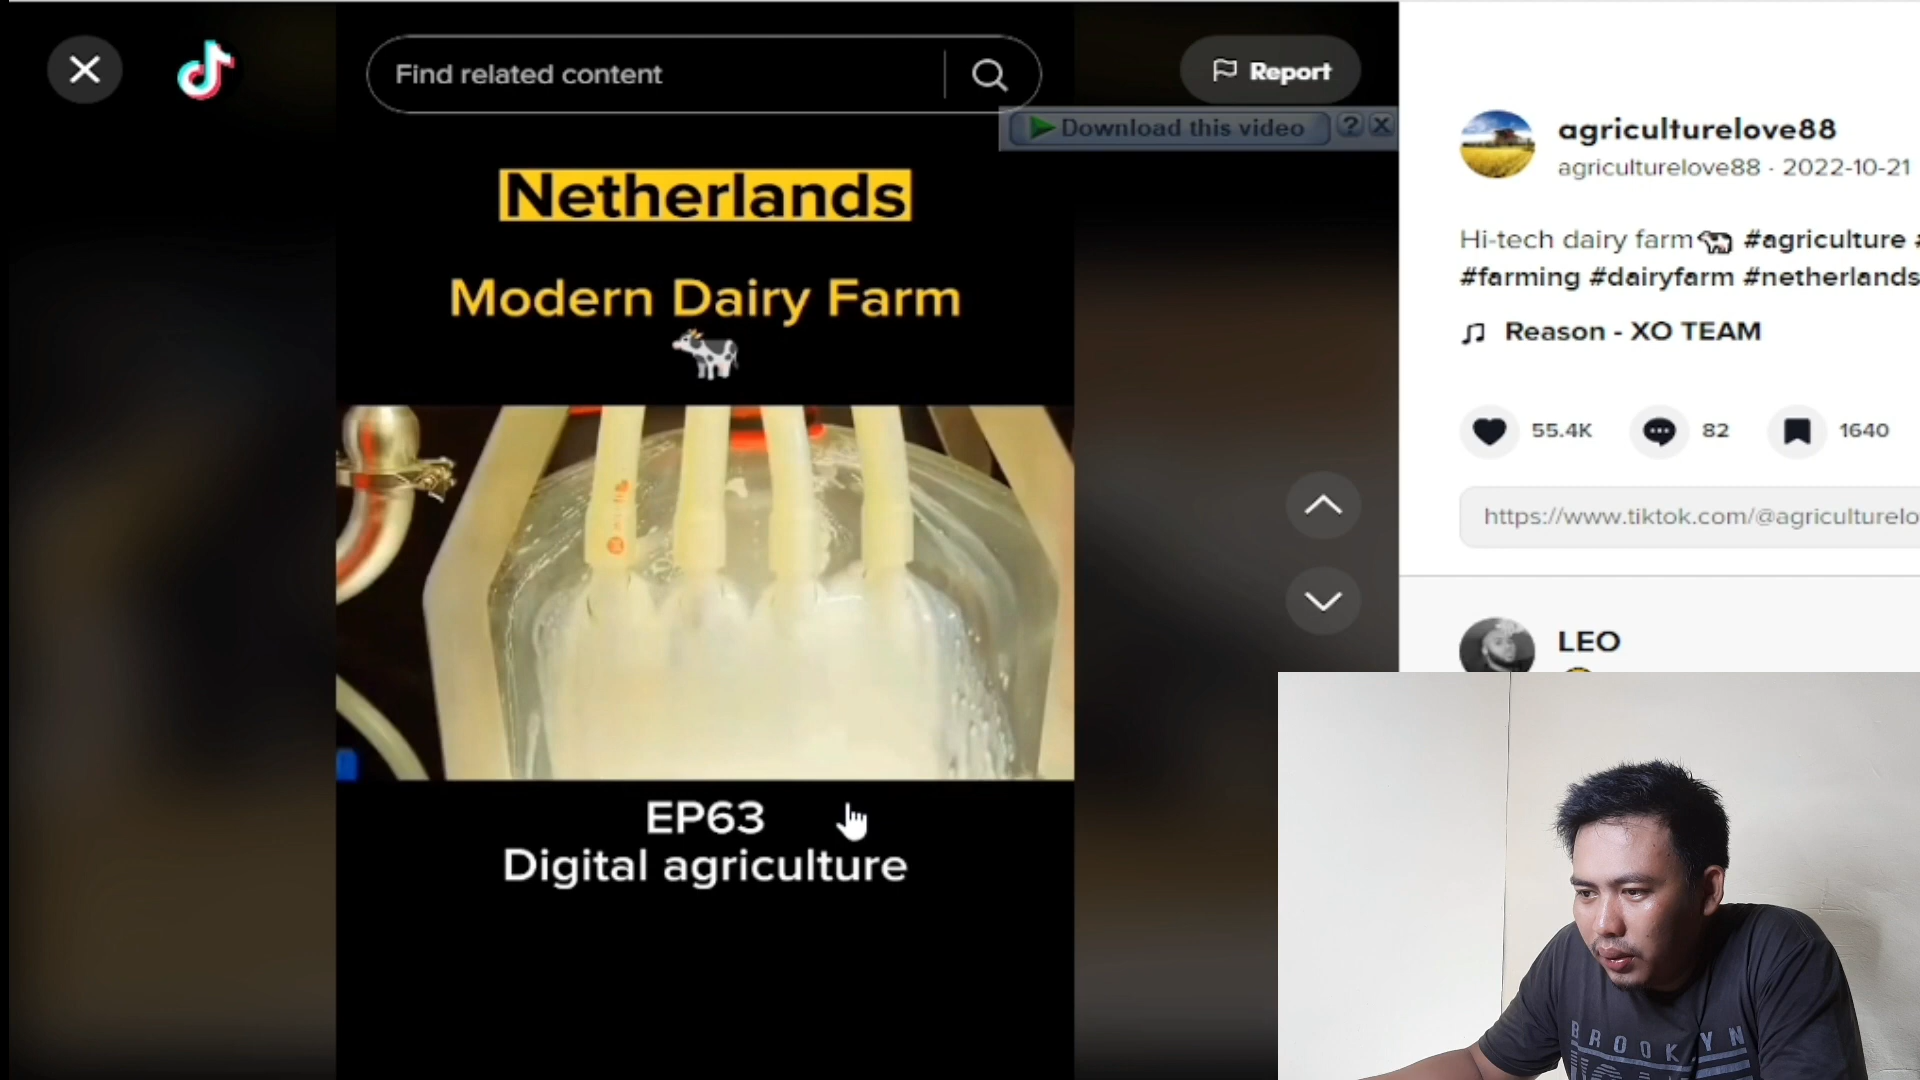 Find related content
Report
Download this video
?
X
Netherlands
Modern Dairy Farm
EP63
Digital agriculture
agriculturelove88
agriculturelove88 · 2022-10-21
Hi-tech dairy farm #agriculture
#farming #dairyfarm #netherlands
Reason - XO TEAM
55.4K
82
1640
https://www.tiktok.com/@agriculturelo
LEO
BROOKLYN